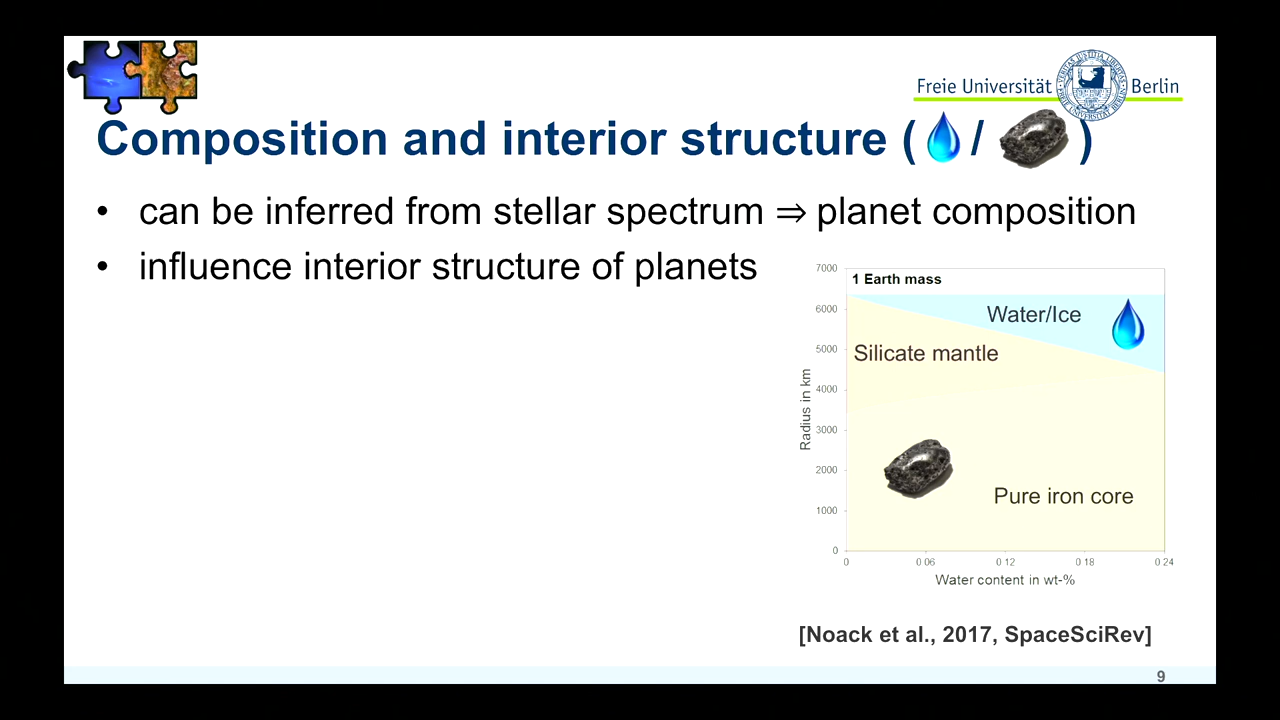 Freie Universität Berlin
Composition and interior structure ( / )
• can be inferred from stellar spectrum ⇒ planet composition
• influence interior structure of planets
7000
1 Earth mass
6000
Water/Ice
5000
Silicate mantle
4000
Radius in km
3000
2000
Pure iron core
1000
0
0 0 06 0 12 0 18 0 24
Water content in wt-%
[Noack et al., 2017, SpaceSciRev]
9